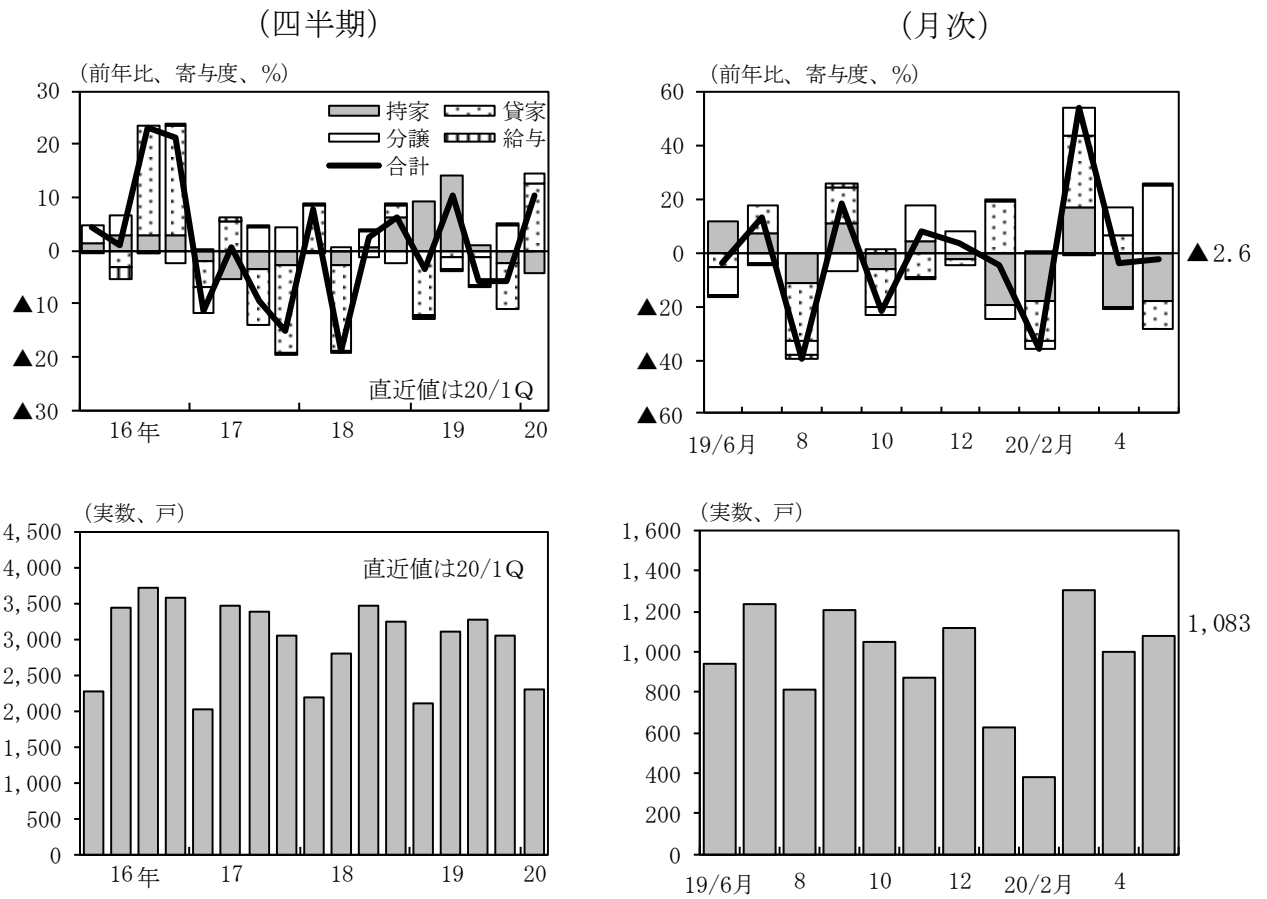 (四半期)
(前年比、寄与度、%)
30
20
10
0
▲10
▲20
▲30
持家
貸家
分譲
給与
合計
直近値は20/1Q
16年
17
18
19
20
(月次)
(前年比、寄与度、%)
60
40
20
0
▲20
▲40
▲60
▲2.6
19/6月
8
10
12
20/2月
4
(実数、戸)
4,500
4,000
3,500
3,000
2,500
2,000
1,500
1,000
500
0
直近値は20/1Q
16年
17
18
19
20
(実数、戸)
1,600
1,400
1,200
1,000
800
600
400
200
0
1,083
19/6月
8
10
12
20/2月
4